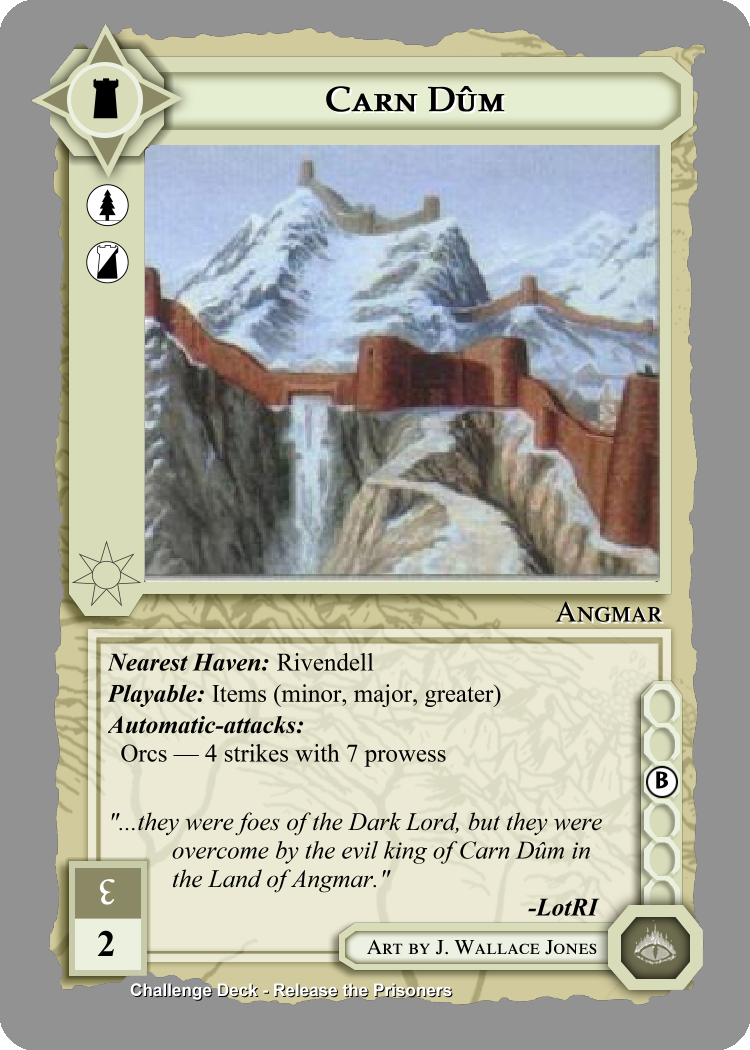 Carn Dûm
Angmar
Nearest Haven: Rivendell
Playable: Items (minor, major, greater)
Automatic-attacks:
Orcs — 4 strikes with 7 prowess
"...they were foes of the Dark Lord, but they were
overcome by the evil king of Carn Dûm in
the Land of Angmar."
-LotRI
B
2
Art by J. Wallace Jones
Challenge Deck - Release the Prisoners